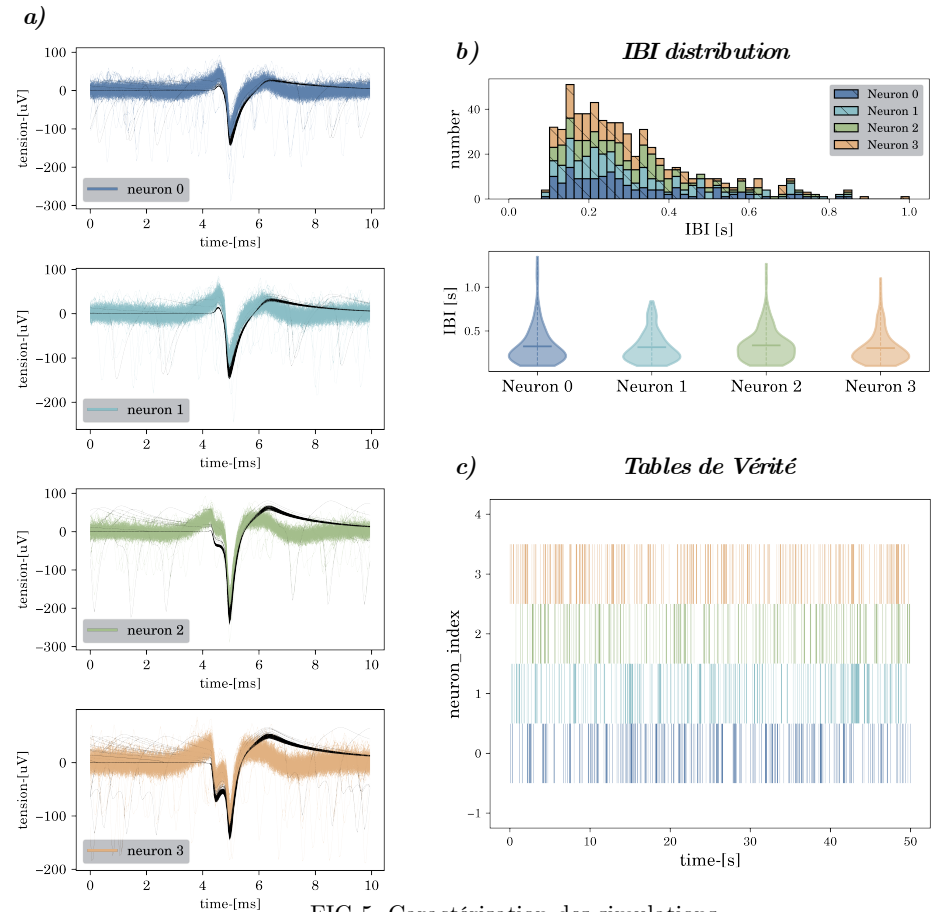 a)
100
0
−100
−200
−300
tension-[uV]
neuron 0
0 2 4 6 8 10
time-[ms]
100
0
−100
−200
tension-[uV]
neuron 1
0 2 4 6 8 10
time-[ms]
100
0
−100
−200
−300
tension-[uV]
neuron 2
0 2 4 6 8 10
time-[ms]
0
−100
−200
tension-[uV]
neuron 3
0 2 4 6 8 10
time-[ms]
b) IBI distribution
number
40
20
0
Neuron 0
Neuron 1
Neuron 2
Neuron 3
0.0 0.2 0.4 0.6 0.8 1.0
IBI [s]
IBI [s]
1.0
0.5
Neuron 0 Neuron 1 Neuron 2 Neuron 3
c) Tables de Vérité
neuron_index
4
3
2
1
0
−1
0 10 20 30 40 50
time-[s]
FIG 5. Caractérisation des simulations